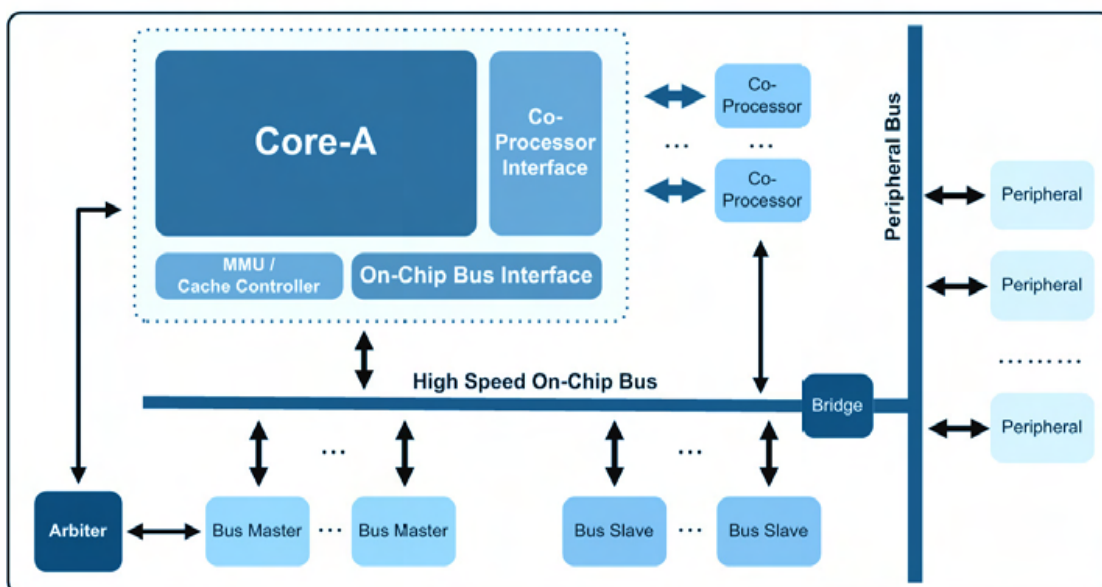 Core-A
Co-
Processor
Interface
MMU /
Cache Controller
On-Chip Bus Interface
Co-
Processor
... ...
Co-
Processor
Peripheral Bus
Peripheral
Peripheral
.........
Peripheral
High Speed On-Chip Bus
Bridge
... ...
Arbiter
Bus Master
...
Bus Master
Bus Slave
...
Bus Slave